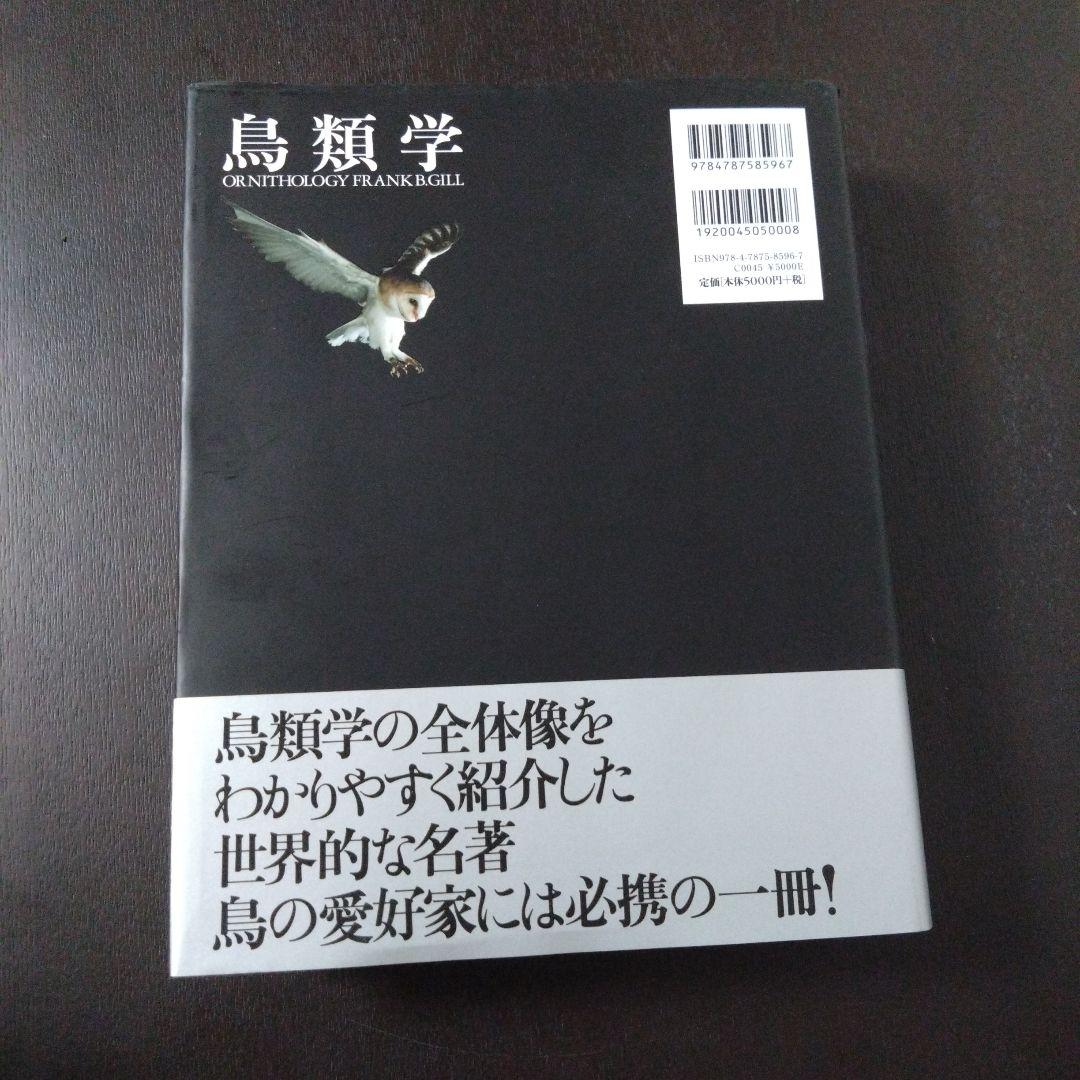 鳥類学
ORNITHOLOGY FRANK B.GILL
9784787585967
1920045050008
ISBN978-4-7875-8596-7
C0045 ¥5000E
定価[本体5000円+税]
鳥類学の全体像を
わかりやすく紹介した
世界的な名著
鳥の愛好家には必携の一冊!